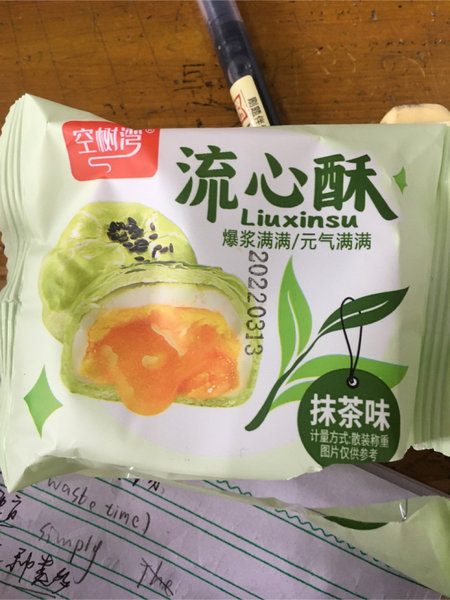 空树湾®
流心酥
Liuxinsu
爆浆满满/元气满满
20220313
抹茶味
计量方式:散装称重
图片仅供参考
waste time)
simply The